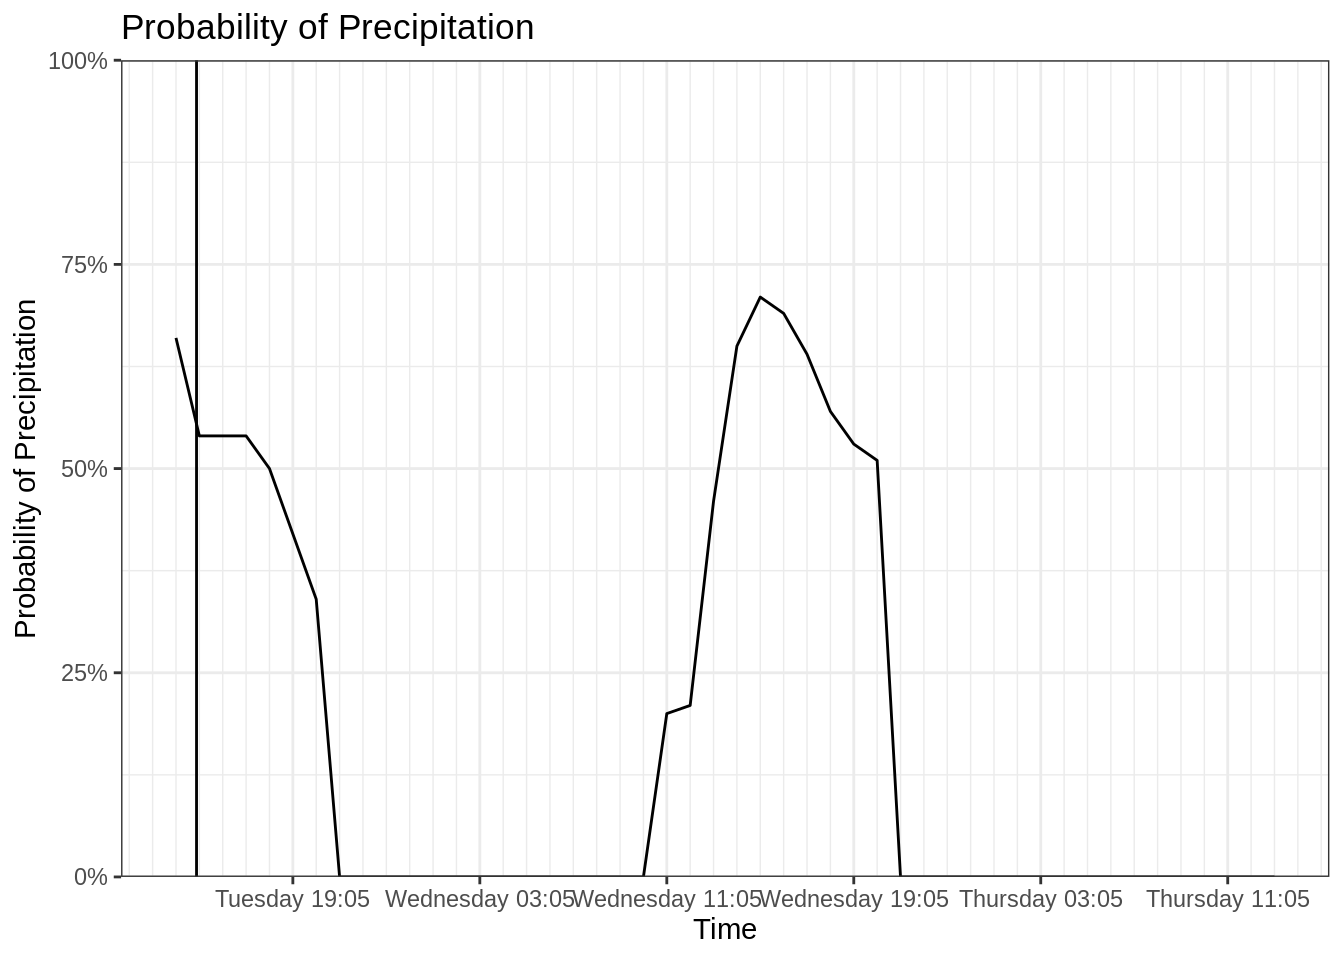 Probability of Precipitation
Probability of Precipitation
100%
75%
50%
25%
0%
Tuesday 19:05
Wednesday 03:05
Wednesday 11:05
Wednesday 19:05
Thursday 03:05
Thursday 11:05
Time